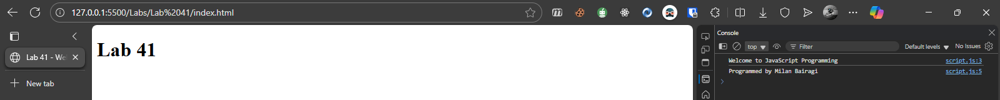 127.0.0.1:5500/Labs/Lab%2041/index.html
Lab 41 - We
New tab
Lab 41
Console
top
Filter
Default levels
No Issues
Welcome to JavaScript Programming script.js:3
Programmed by Milan Bairagi script.js:5